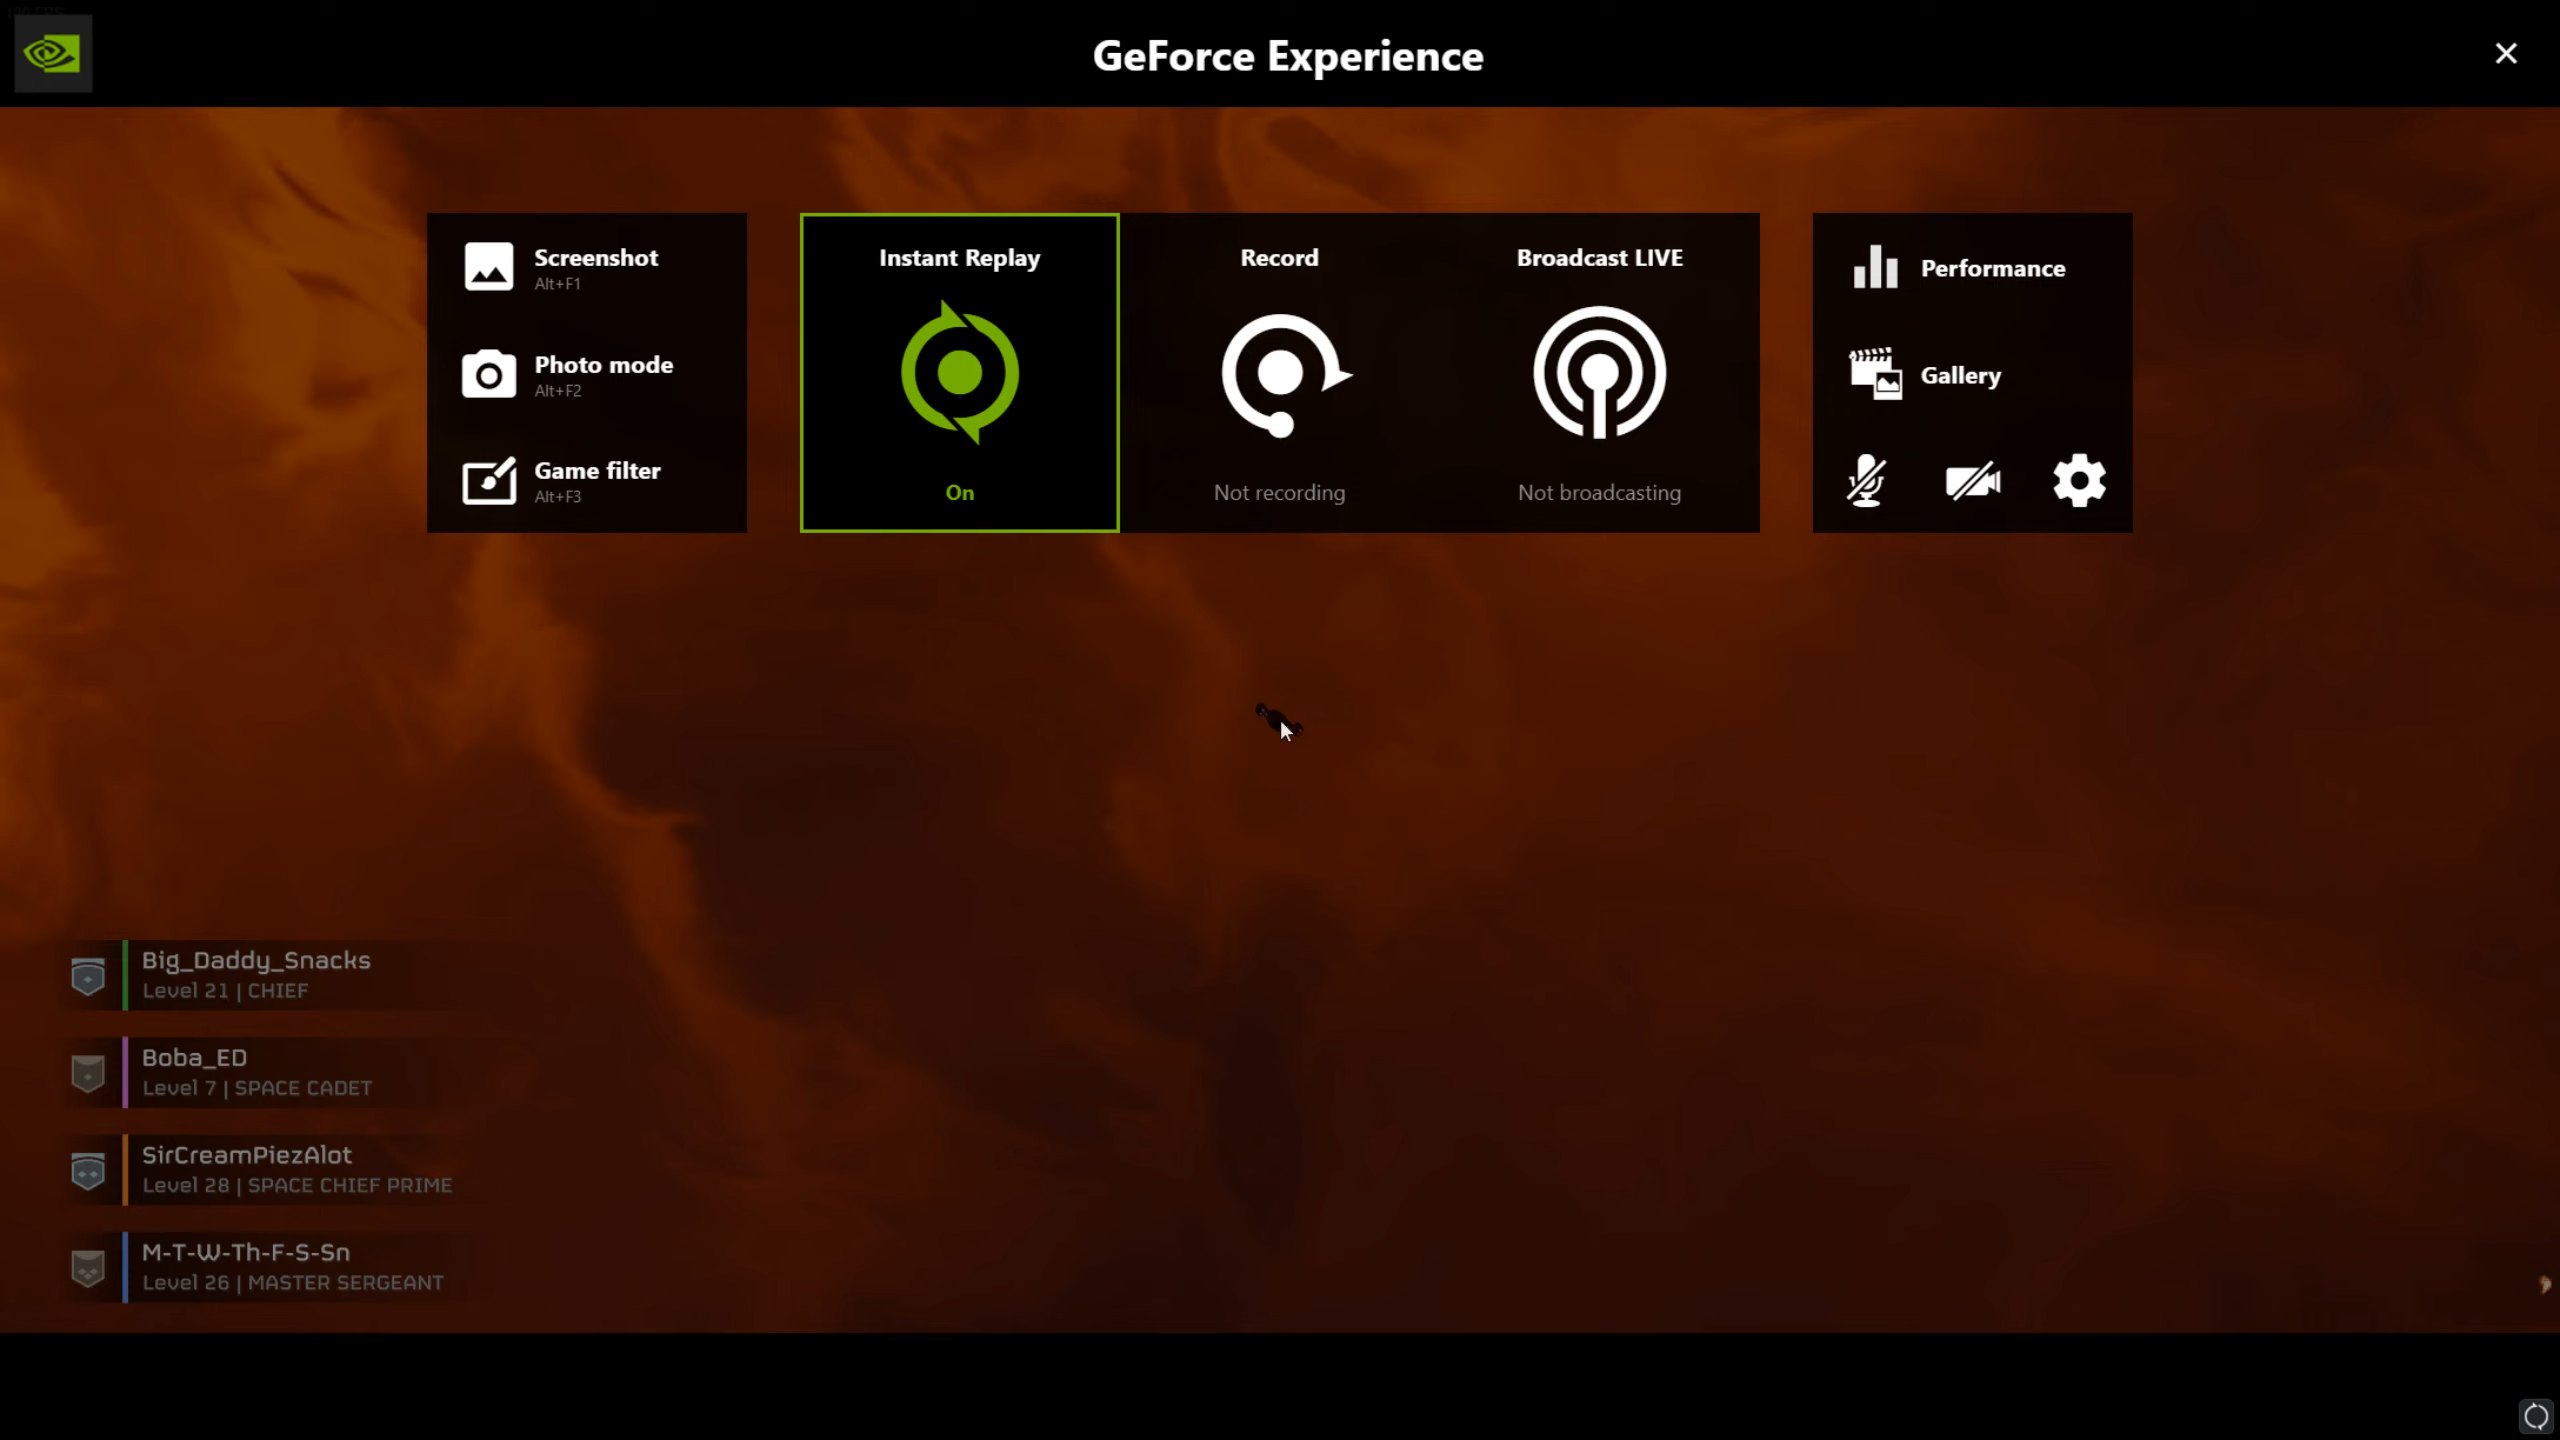 GeForce Experience
Screenshot
Alt+F1
Photo mode
Alt+F2
Game filter
Alt+F3
Instant Replay
On
Record
Not recording
Broadcast LIVE
Not broadcasting
Performance
Gallery
Big_Daddy_Snacks
Level 21 | CHIEF
Boba_ED
Level 7 | SPACE CADET
SirCreamPiezAlot
Level 28 | SPACE CHIEF PRIME
M-T-W-Th-F-S-Sn
Level 26 | MASTER SERGEANT